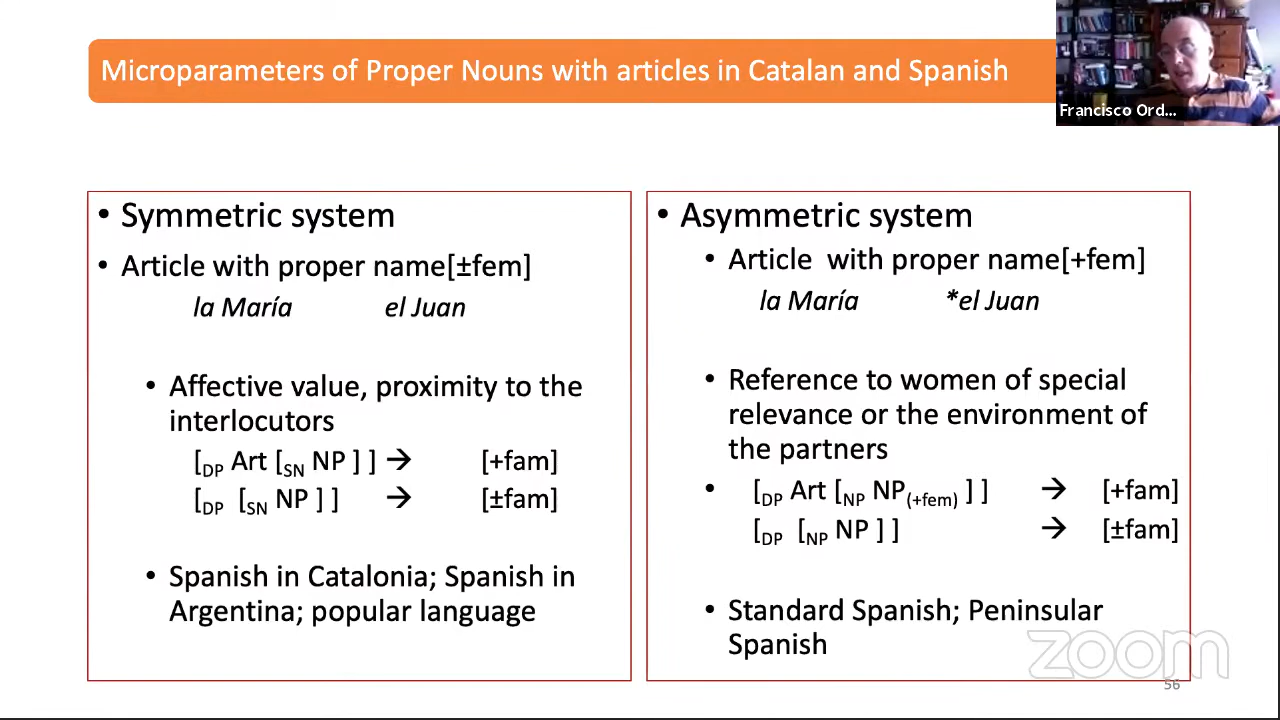 Microparameters of Proper Nouns with articles in Catalan and Spanish
Francisco Ord...
• Symmetric system
• Article with proper name[±fem]
la María el Juan
• Affective value, proximity to the
interlocutors
[DP Art [SN NP ] ] → [+fam]
[DP [SN NP ] ] → [±fam]
• Spanish in Catalonia; Spanish in
Argentina; popular language
• Asymmetric system
• Article with proper name[+fem]
la María *el Juan
• Reference to women of special
relevance or the environment of
the partners
• [DP Art [NP NP(+fem) ] ] → [+fam]
[DP [NP NP ] ] → [±fam]
• Standard Spanish; Peninsular
Spanish
zoom
56